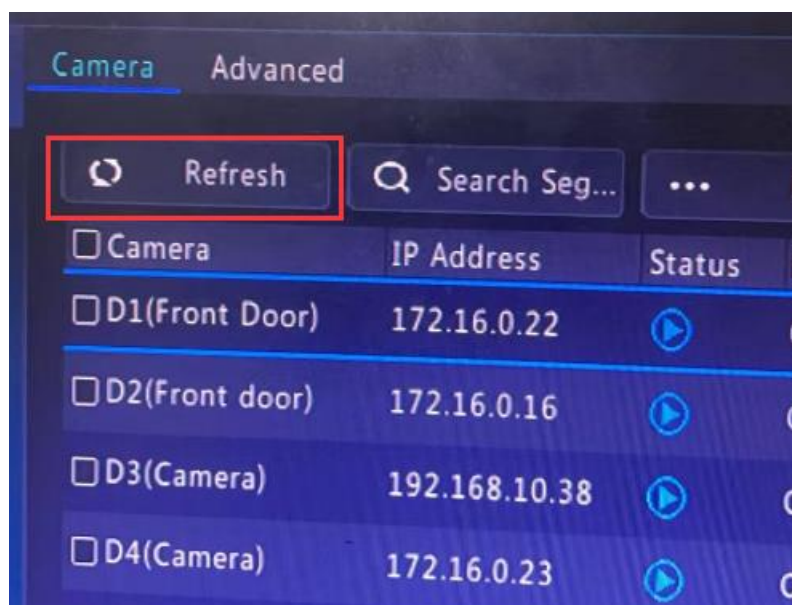 Camera Advanced
Refresh Search Seg... ...
Camera IP Address Status
D1(Front Door) 172.16.0.22
D2(Front door) 172.16.0.16
D3(Camera) 192.168.10.38
D4(Camera) 172.16.0.23